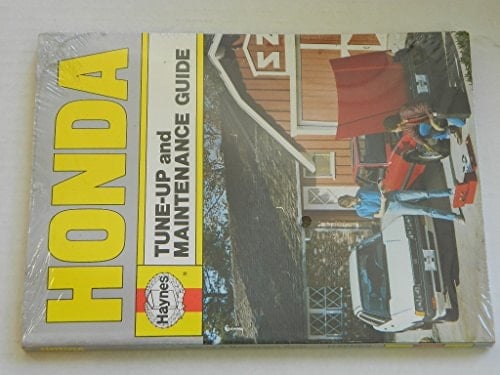 HONDA
TUNE-UP and
MAINTENANCE GUIDE
Haynes